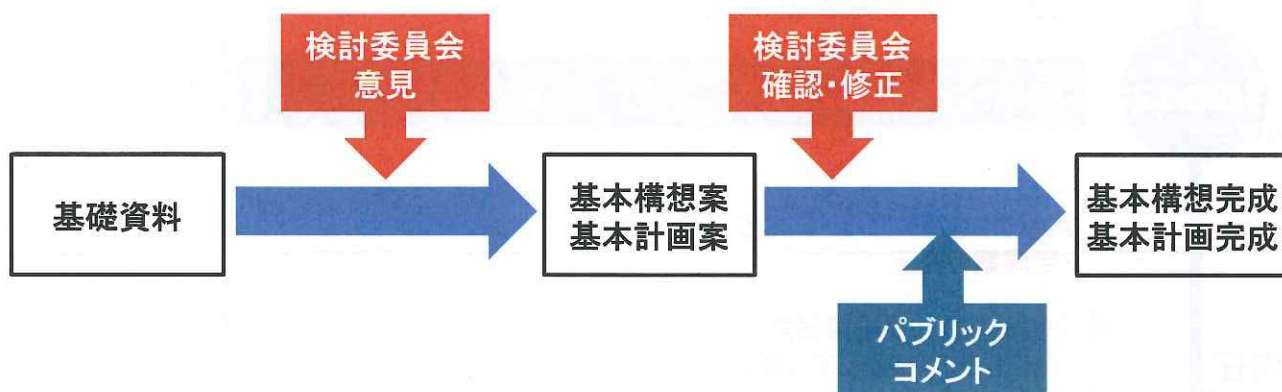 検討委員会
意見
検討委員会
確認・修正
基礎資料
基本構想案
基本計画案
基本構想完成
基本計画完成
パブリック
コメント